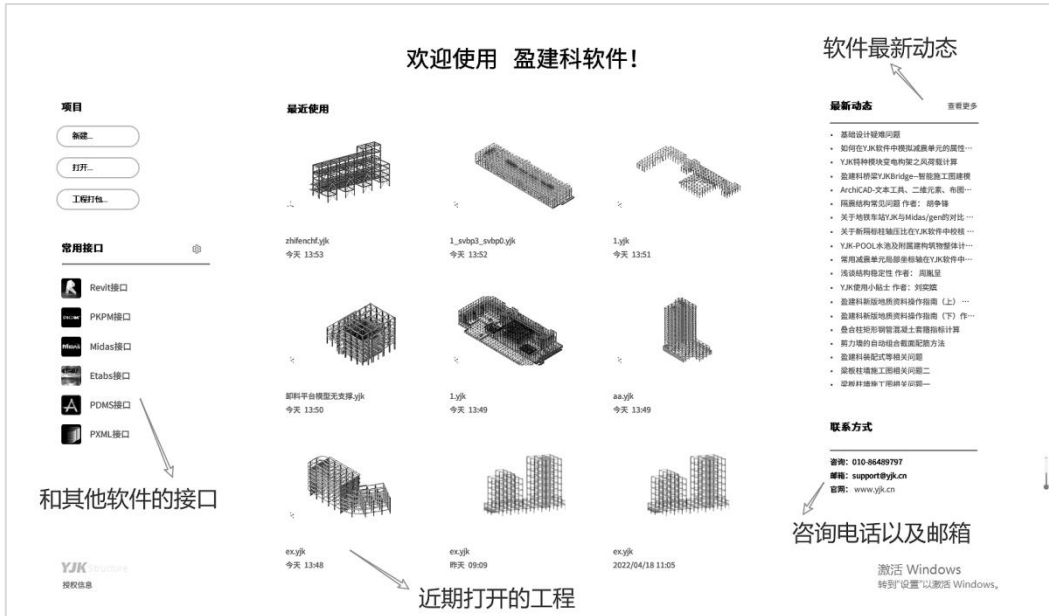 欢迎使用 盈建科软件！
软件最新动态
项目
新建...
打开...
工程打包...
常用接口
Revit接口
PKPM接口
Midas接口
Etabs接口
PDMS接口
PXML接口
和其他软件的接口
YJK Structure
授权信息
最近使用
zhifenchf.yjk
今天 13:53
1_svbp3_svbp0.yjk
今天 13:52
1.yjk
今天 13:51
卸料平台模型无支撑.yjk
今天 13:50
1.yjk
今天 13:49
aa.yjk
今天 13:49
ex.yjk
今天 13:48
ex.yjk
昨天 09:09
ex.yjk
2022/04/18 11:05
近期打开的工程
最新动态 查看更多
• 基础设计疑难问题
• 如何在YJK软件中模拟减震单元的属性…
• YJK特种模块变电构架之风荷载计算
• 盈建科桥梁YJKBridge—智能施工图建模
• ArchiCAD-文本工具、二维元素、布图…
• 隔震结构常见问题 作者： 胡争锋
• 关于地铁车站YJK与Midas/gen的对比 …
• 关于新隔标柱轴压比在YJK软件中校核 …
• YJK-POOL水池及附属建构筑物整体计…
• 常用减震单元局部坐标轴在YJK软件中…
• 浅谈结构稳定性 作者： 周胤呈
• YJK使用小贴士 作者：刘奕嫔
• 盈建科新版地质资料操作指南（上） …
• 盈建科新版地质资料操作指南（下）作…
• 叠合柱矩形钢管混凝土套箍指标计算
• 剪力墙的自动组合截面配筋方法
• 盈建科装配式等相关问题
• 梁板柱墙施工图相关问题二
• 梁板柱墙施工图相关问题一
联系方式
咨询：010-86489797
邮箱：support@yjk.cn
官网： www.yjk.cn
咨询电话以及邮箱
激活 Windows
转到"设置"以激活 Windows。